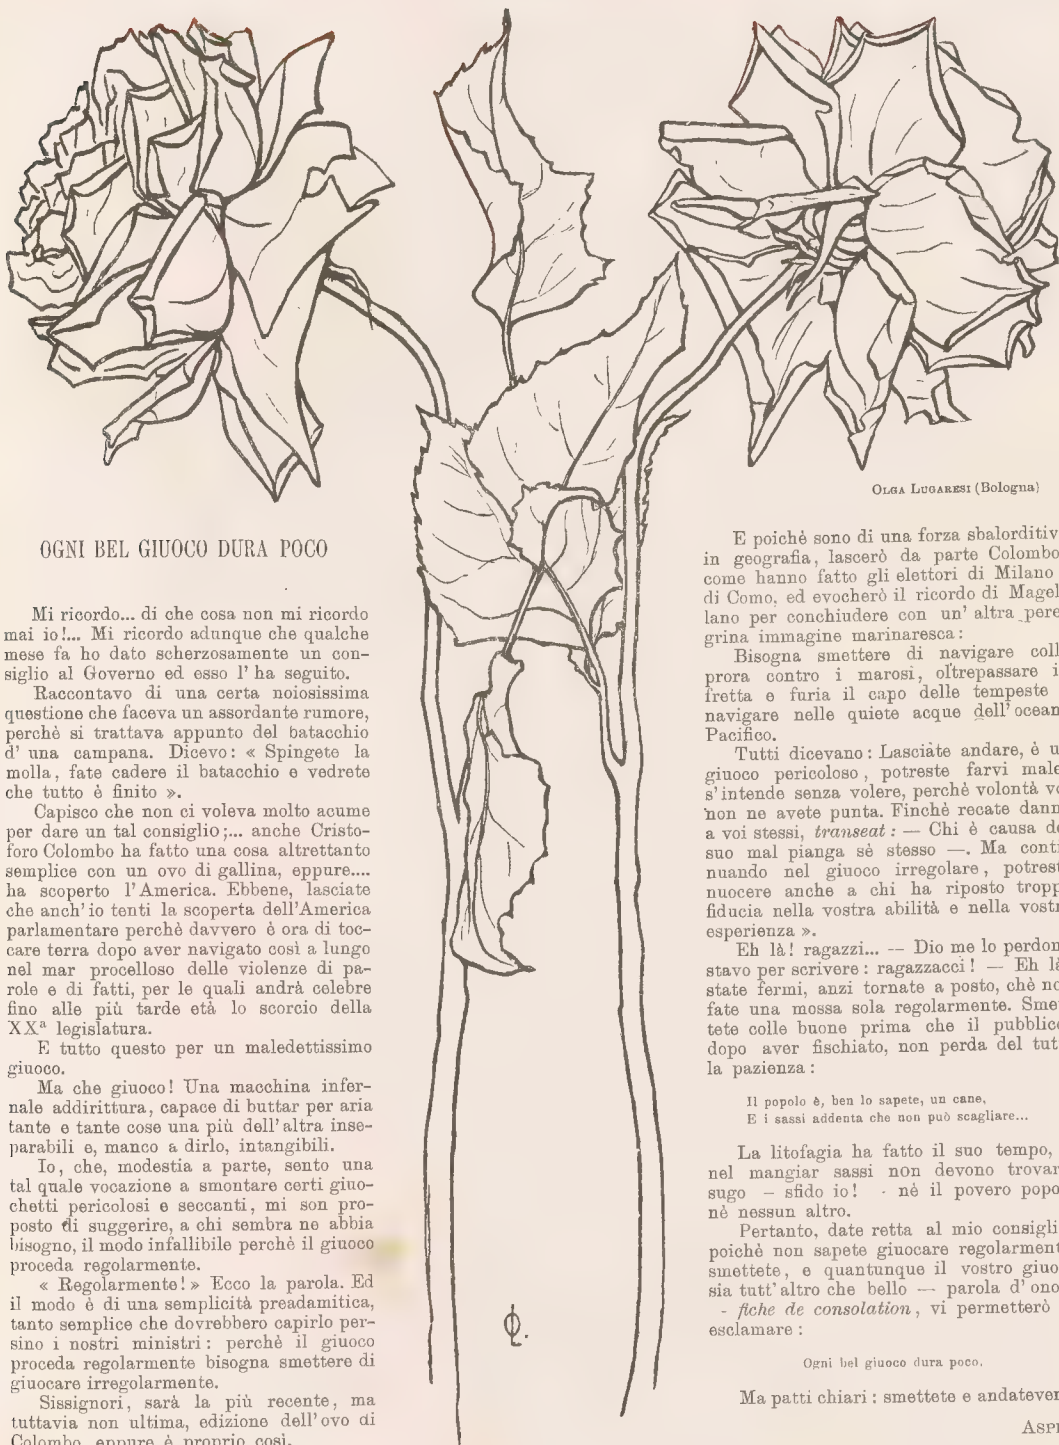 OLGA LUGARESI (Bologna)
OGNI BEL GIUOCO DURA POCO
Mi ricordo... di che cosa non mi ricordo
mai io!... Mi ricordo adunque che qualche
mese fa ho dato scherzosamente un con-
siglio al Governo ed esso l'ha seguito.
Raccontavo di una certa noiosissima
questione che faceva un assordante rumore,
perchè si trattava appunto del batacchio
d'una campana. Dicevo: « Spingete la
molla, fate cadere il batacchio e vedrete
che tutto è finito ».
Capisco che non ci voleva molto acume
per dare un tal consiglio;... anche Cristo-
foro Colombo ha fatto una cosa altrettanto
semplice con un ovo di gallina, eppure....
ha scoperto l'America. Ebbene, lasciate
che anch'io tenti la scoperta dell'America
parlamentare perchè davvero è ora di toc-
care terra dopo aver navigato così a lungo
nel mar procelloso delle violenze di pa-
role e di fatti, per le quali andrà celebre
fino alle più tarde età lo scorcio della
XXª legislatura.
E tutto questo per un maledettissimo
giuoco.
Ma che giuoco! Una macchina infer-
nale addirittura, capace di buttar per aria
tante e tante cose una più dell'altra inse-
parabili e, manco a dirlo, intangibili.
Io, che, modestia a parte, sento una
tal quale vocazione a smontare certi giuo-
chetti pericolosi e seccanti, mi son pro-
posto di suggerire, a chi sembra ne abbia
bisogno, il modo infallibile perchè il giuoco
proceda regolarmente.
« Regolarmente! » Ecco la parola. Ed
il modo è di una semplicità preadamitica,
tanto semplice che dovrebbero capirlo per-
sino i nostri ministri: perchè il giuoco
proceda regolarmente bisogna smettere di
giuocare irregolarmente.
Sissignori, sarà la più recente, ma
tuttavia non ultima, edizione dell'ovo di
Colombo, eppure è proprio così.
E poichè sono di una forza sbalorditiv
in geografia, lascerò da parte Colombo
come hanno fatto gli elettori di Milano
di Como, ed evocherò il ricordo di Magel
lano per conchiudere con un'altra pere
grina immagine marinaresca:
Bisogna smettere di navigare coll
prora contro i marosi, oltrepassare i
fretta e furia il capo delle tempeste
navigare nelle quiete acque dell'ocean
Pacifico.
Tutti dicevano: Lasciate andare, è u
giuoco pericoloso, potreste farvi male
s'intende senza volere, perchè volontà vo
non ne avete punta. Finchè recate dann
a voi stessi, transeat: — Chi è causa de
suo mal pianga sè stesso —. Ma conti
nuando nel giuoco irregolare, potrest
nuocere anche a chi ha riposto tropp
fiducia nella vostra abilità e nella vostr
esperienza ».
Eh là! ragazzi... — Dio me lo perdon
stavo per scrivere: ragazzacci! — Eh là
state fermi, anzi tornate a posto, chè no
fate una mossa sola regolarmente. Sme
tete colle buone prima che il pubblico
dopo aver fischiato, non perda del tut
la pazienza:
Il popolo è, ben lo sapete, un cane,
E i sassi addenta che non può scagliare...
La litofagia ha fatto il suo tempo,
nel mangiar sassi non devono trovar
sugo — sfido io! - nè il povero popo
nè nessun altro.
Pertanto, date retta al mio consigli
poichè non sapete giuocare regolarment
smettete, e quantunque il vostro giuo
sia tutt'altro che bello — parola d'ono
- fiche de consolation, vi permetterò
esclamare:
Ogni bel giuoco dura poco.
Ma patti chiari: smettete e andateven
ASPI
OL.